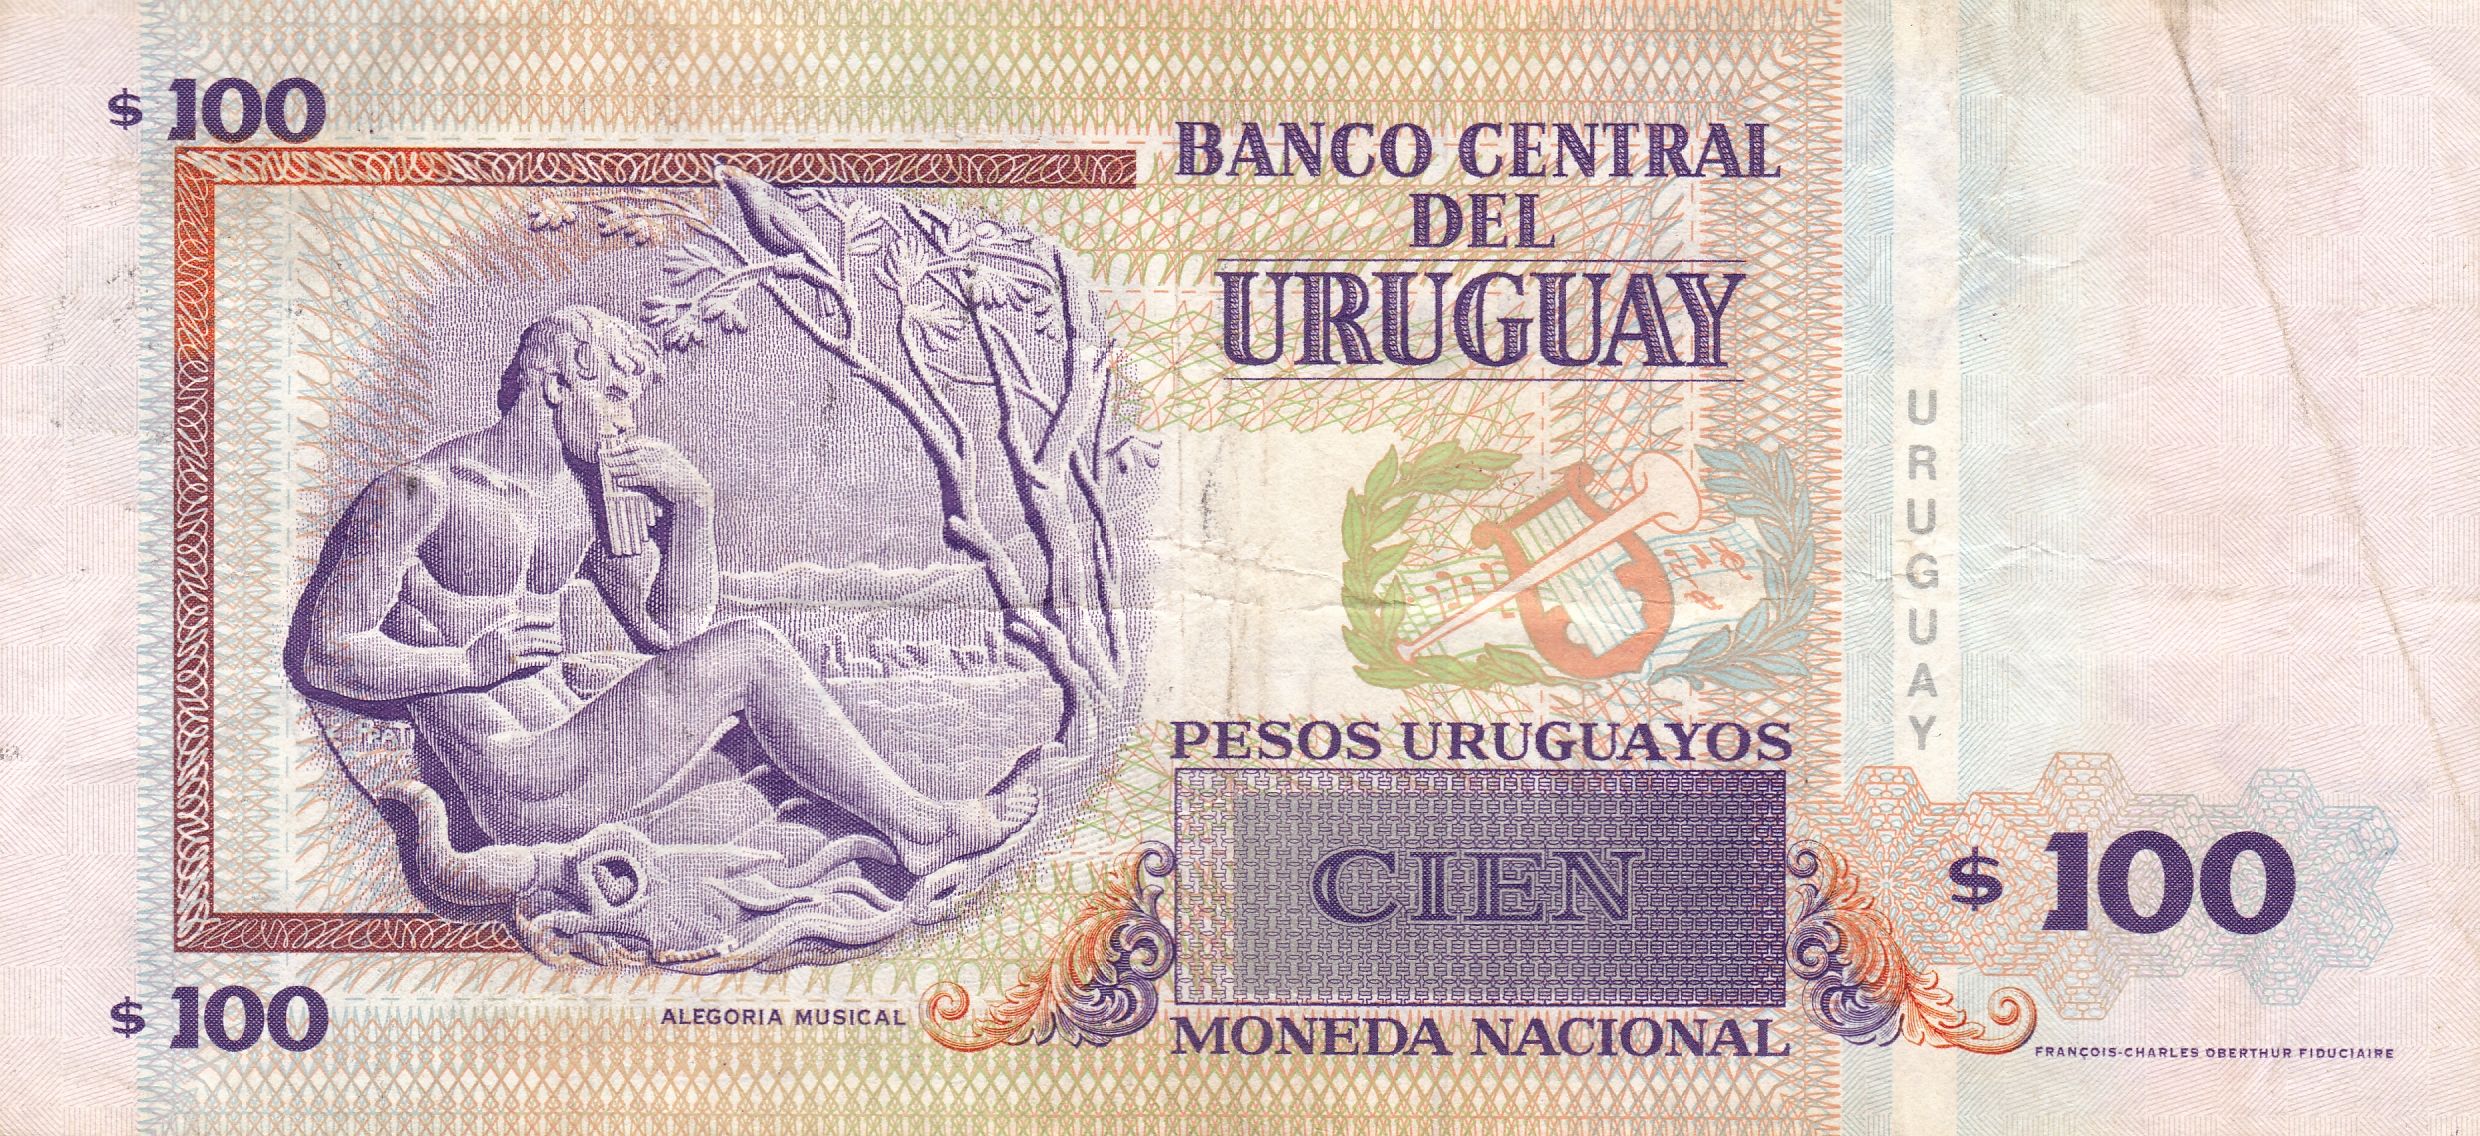 $ 100
BANCO CENTRAL
DEL
URUGUAY
URUGUAY
PESOS URUGUAYOS
CIEN
$ 100
$ 100
ALEGORIA MUSICAL
MONEDA NACIONAL
FRANÇOIS-CHARLES OBERTHUR FIDUCIAIRE